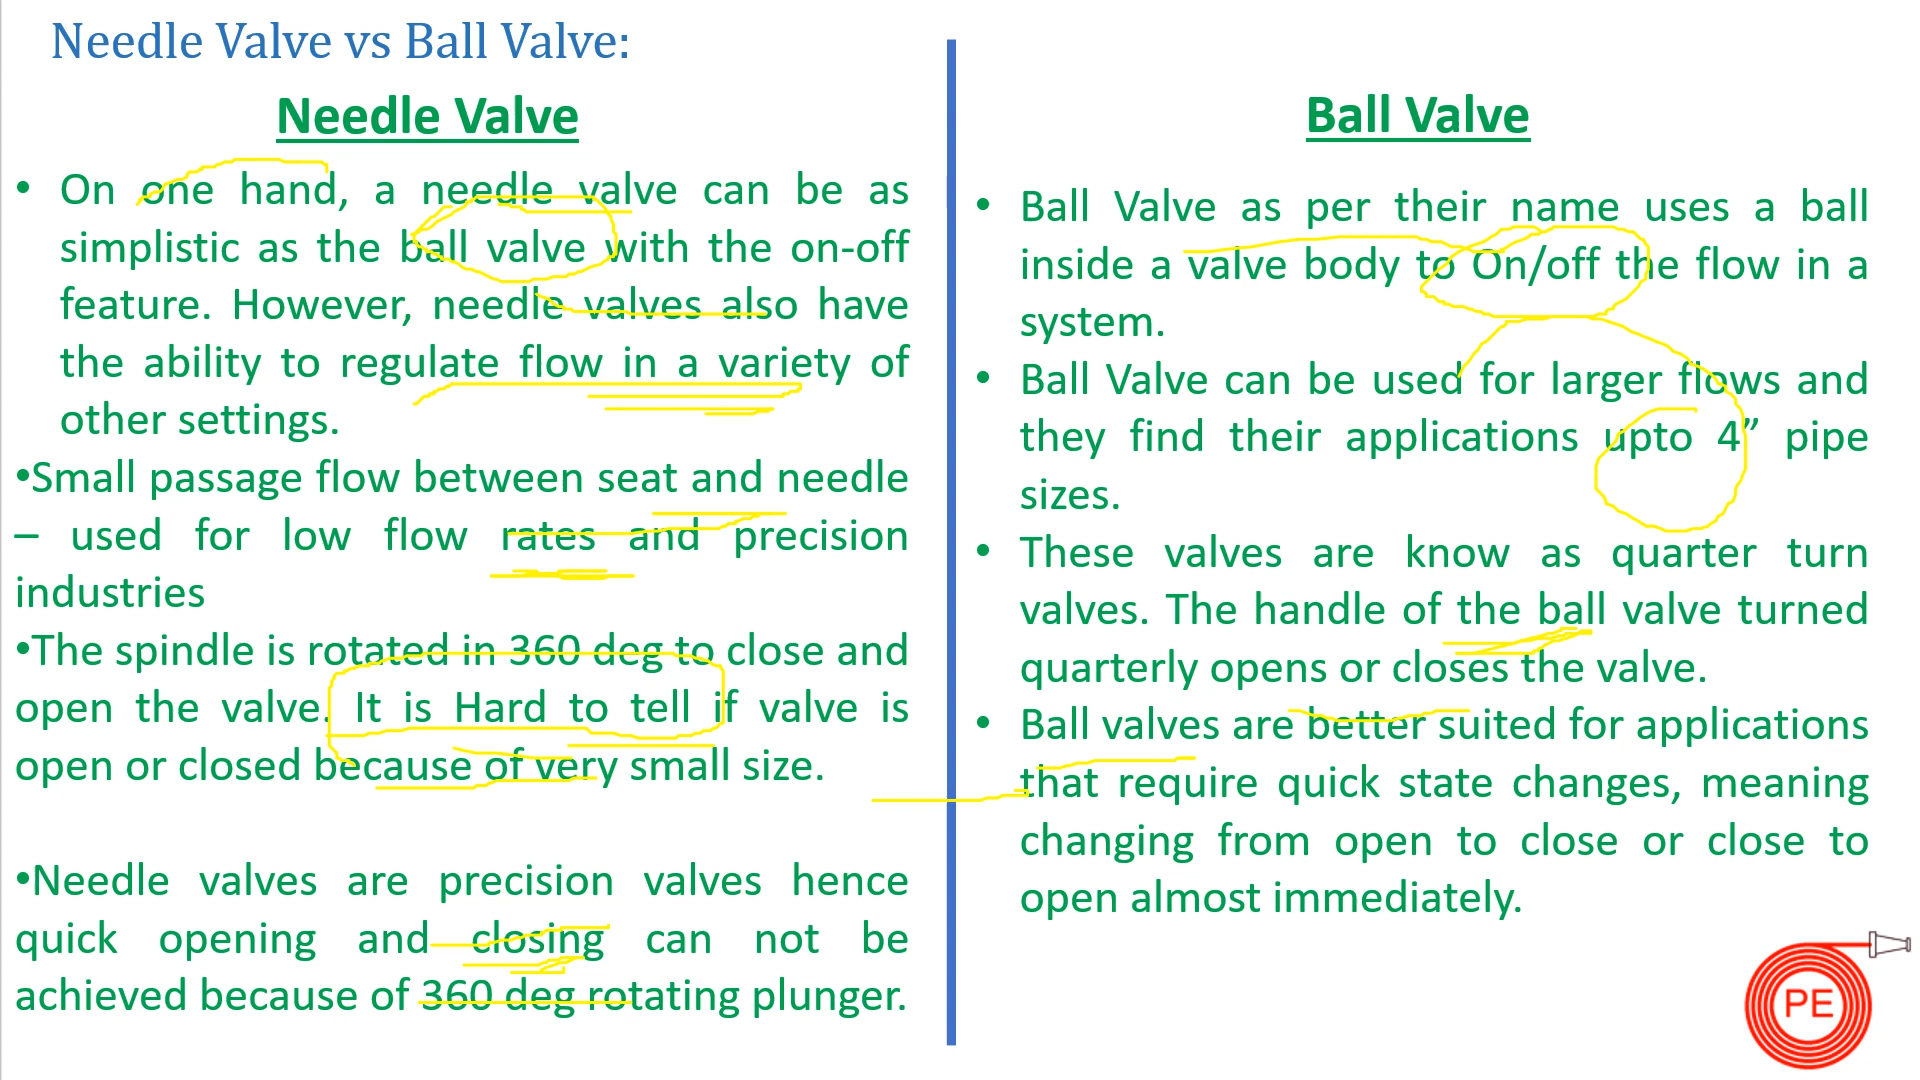 Needle Valve vs Ball Valve:
Needle Valve
• On one hand, a needle valve can be as
simplistic as the ball valve with the on-off
feature. However, needle valves also have
the ability to regulate flow in a variety of
other settings.
•Small passage flow between seat and needle
– used for low flow rates and precision
industries
•The spindle is rotated in 360 deg to close and
open the valve. It is Hard to tell if valve is
open or closed because of very small size.
•Needle valves are precision valves hence
quick opening and closing can not be
achieved because of 360 deg rotating plunger.
Ball Valve
• Ball Valve as per their name uses a ball
inside a valve body to On/off the flow in a
system.
• Ball Valve can be used for larger flows and
they find their applications upto 4” pipe
sizes.
• These valves are know as quarter turn
valves. The handle of the ball valve turned
quarterly opens or closes the valve.
• Ball valves are better suited for applications
that require quick state changes, meaning
changing from open to close or close to
open almost immediately.
PE